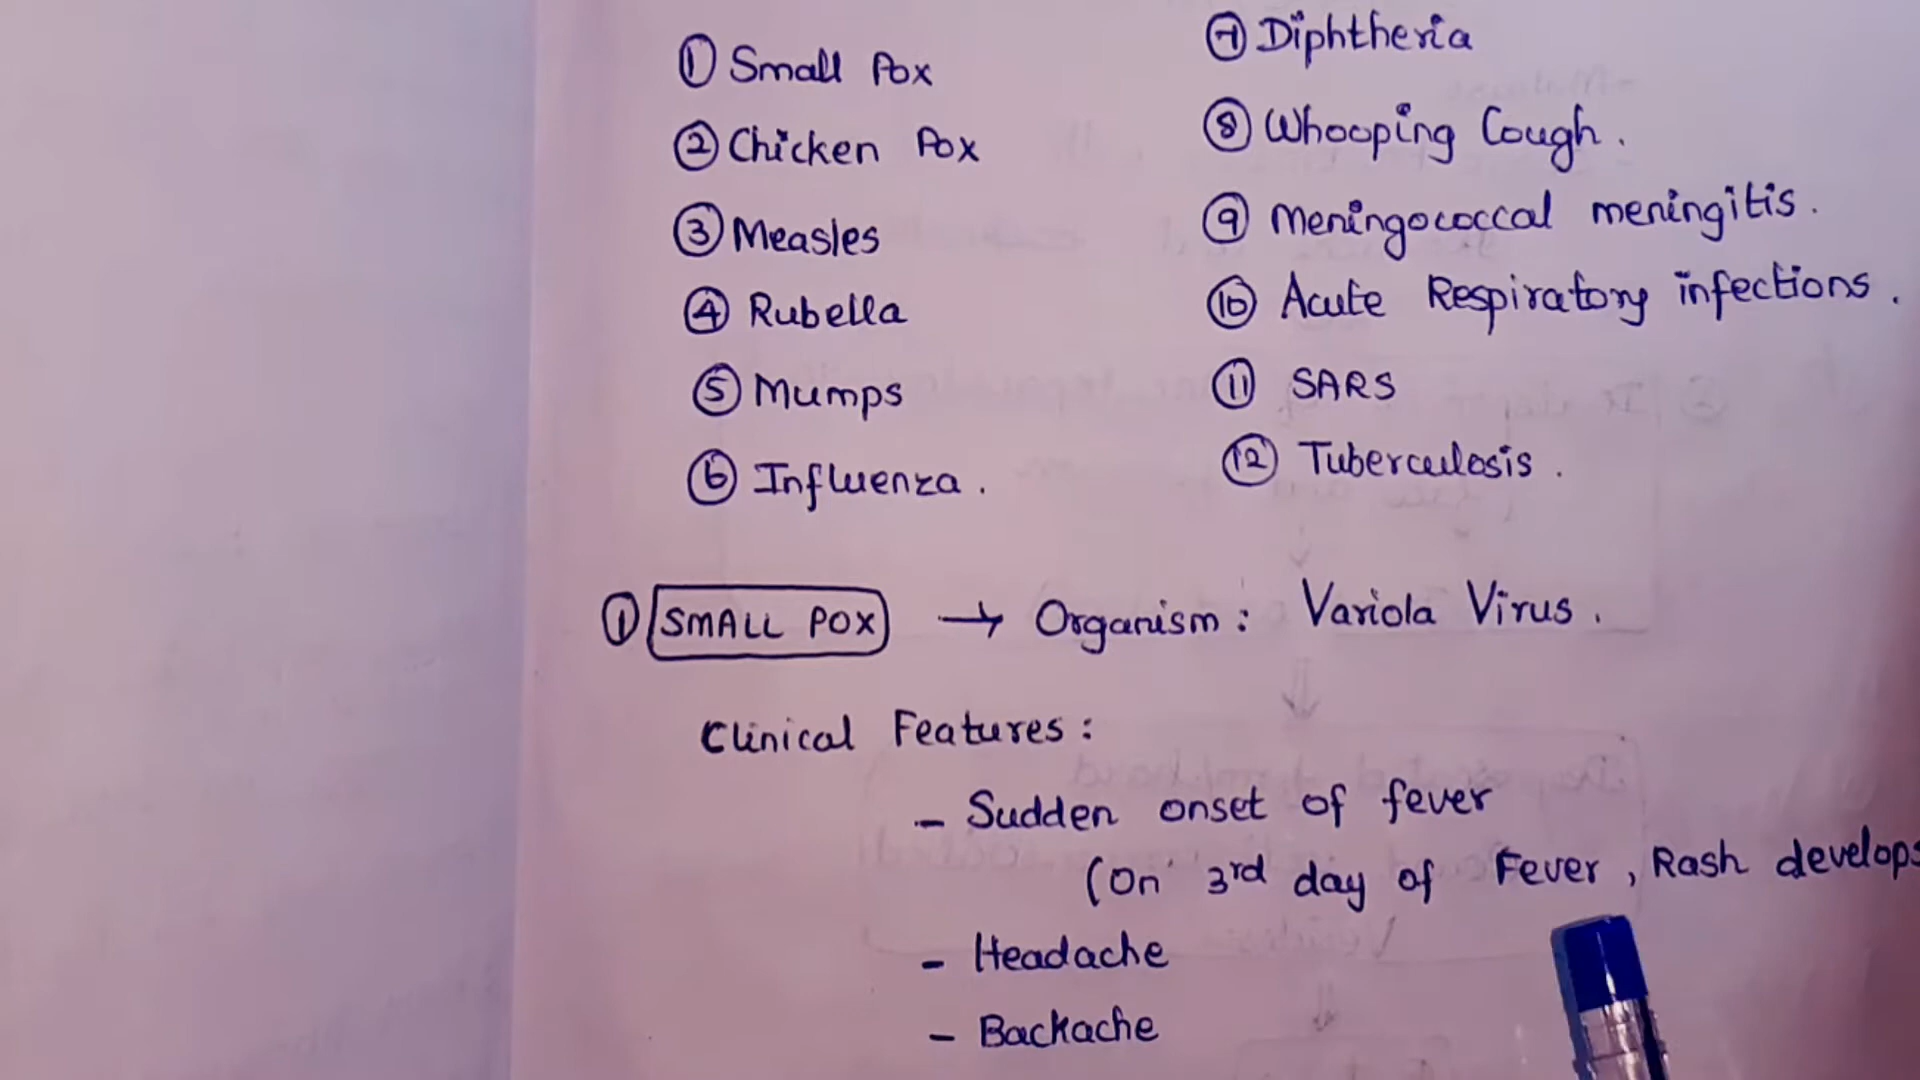 ① Small Pox
② Chicken Pox
③ Measles
④ Rubella
⑤ Mumps
⑥ Influenza.
⑦ Diphtheria
⑧ Whooping Cough.
⑨ Meningococcal meningitis.
⑩ Acute Respiratory infections.
⑪ SARS
⑫ Tuberculosis.
① SMALL POX → Organism: Variola Virus.
Clinical Features:
- Sudden onset of fever
(On 3rd day of Fever, Rash develops
- Headache
- Backache